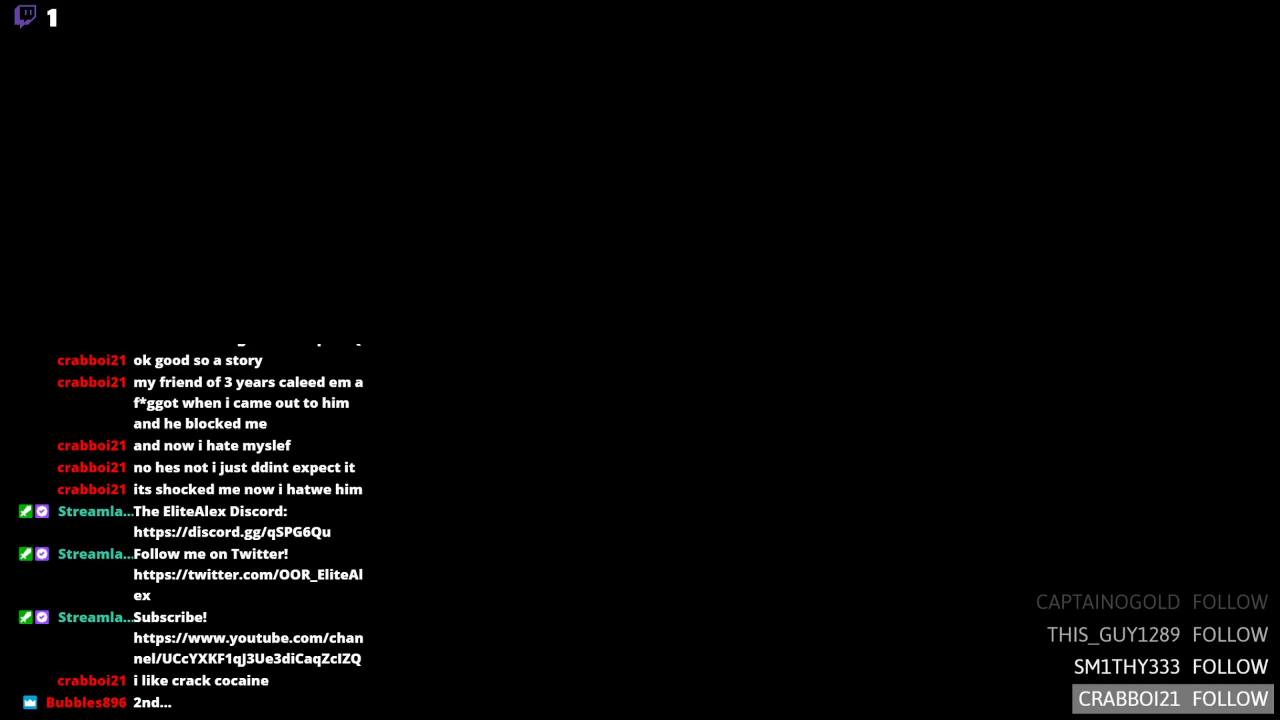 1
crabboi21 ok good so a story
crabboi21 my friend of 3 years caleed em a
f*ggot when i came out to him
and he blocked me
crabboi21 and now i hate myslef
crabboi21 no hes not i just ddint expect it
crabboi21 its shocked me now i hatwe him
Streamla... The EliteAlex Discord:
https://discord.gg/qSPG6Qu
Streamla... Follow me on Twitter!
https://twitter.com/OOR_EliteAl
ex
Streamla... Subscribe!
https://www.youtube.com/chan
nel/UCcYXKF1qJ3Ue3diCaqZcIZQ
crabboi21 i like crack cocaine
Bubbles896 2nd...
CAPTAINOGOLD FOLLOW
THIS_GUY1289 FOLLOW
SM1THY333 FOLLOW
CRABBOI21 FOLLOW